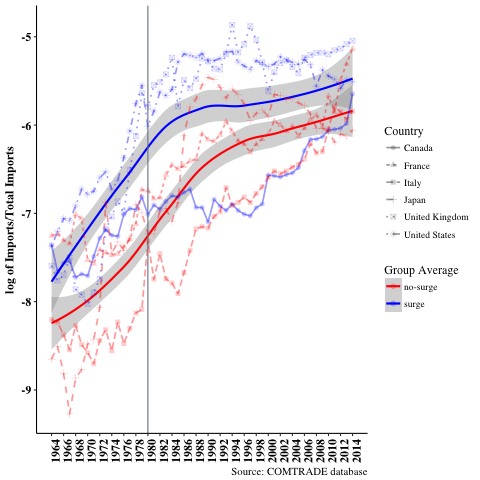 log of Imports/Total Imports
-5
-6
-7
-8
-9
1964
1966
1968
1970
1972
1974
1976
1978
1980
1982
1984
1986
1988
1990
1992
1994
1996
1998
2000
2002
2004
2006
2008
2010
2012
2014
Source: COMTRADE database
Country
Canada
France
Italy
Japan
United Kingdom
United States
Group Average
no-surge
surge